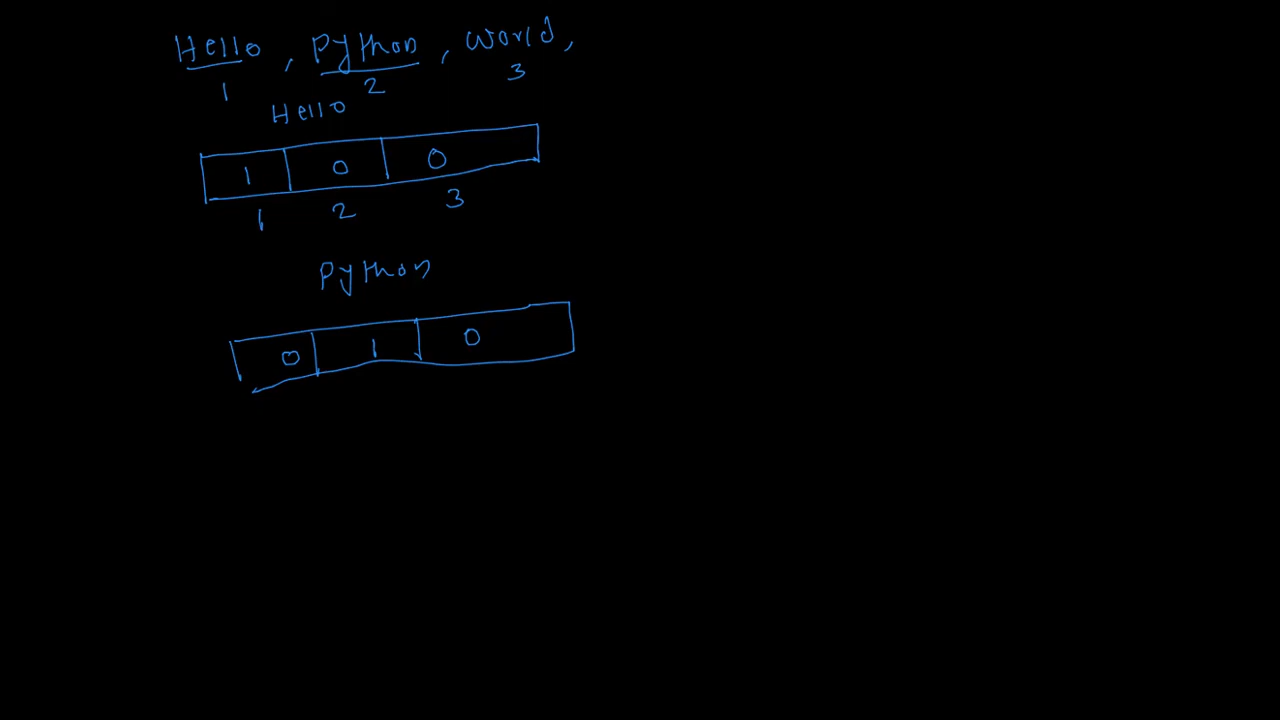 Hello, Python, World,
1 2 3
Hello
1 0 0
1 2 3
Python
0 1 0